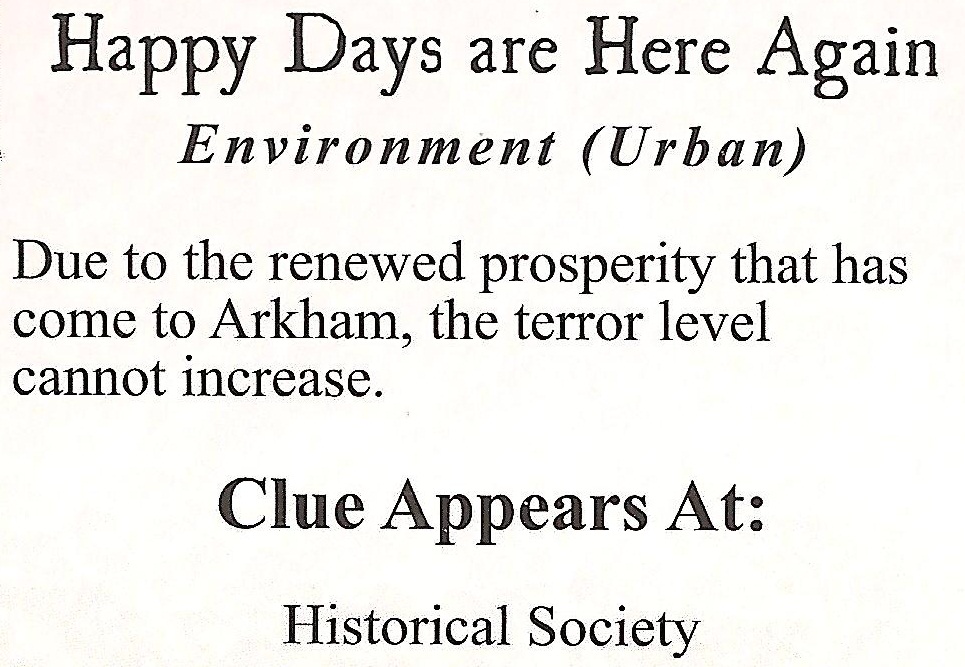 Happy Days are Here Again
Environment (Urban)
Due to the renewed prosperity that has
come to Arkham, the terror level
cannot increase.
Clue Appears At:
Historical Society